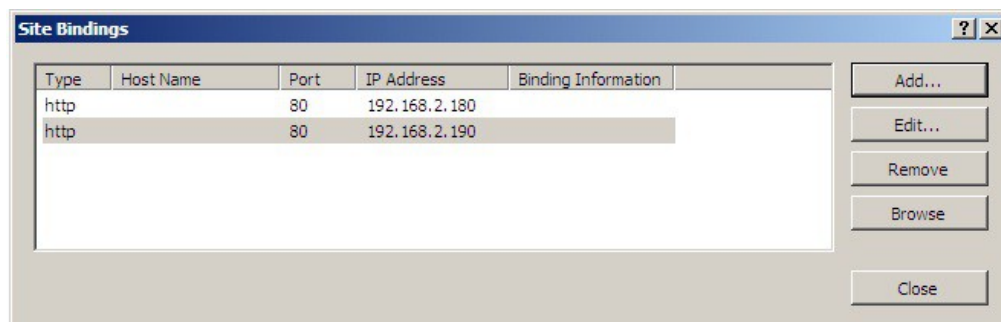 Site Bindings
Type Host Name Port IP Address Binding Information
http 80 192.168.2.180
http 80 192.168.2.190
Add...
Edit...
Remove
Browse
Close